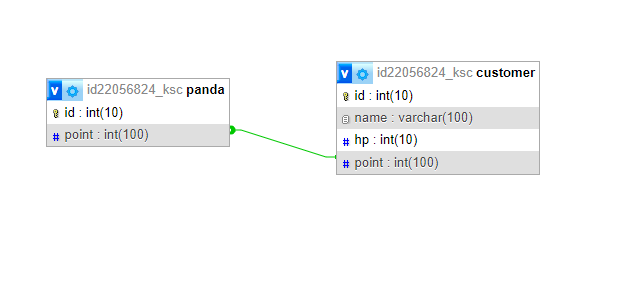 v id22056824_ksc panda
id : int(10)
# point : int(100)
v id22056824_ksc customer
id : int(10)
name : varchar(100)
# hp : int(10)
# point : int(100)